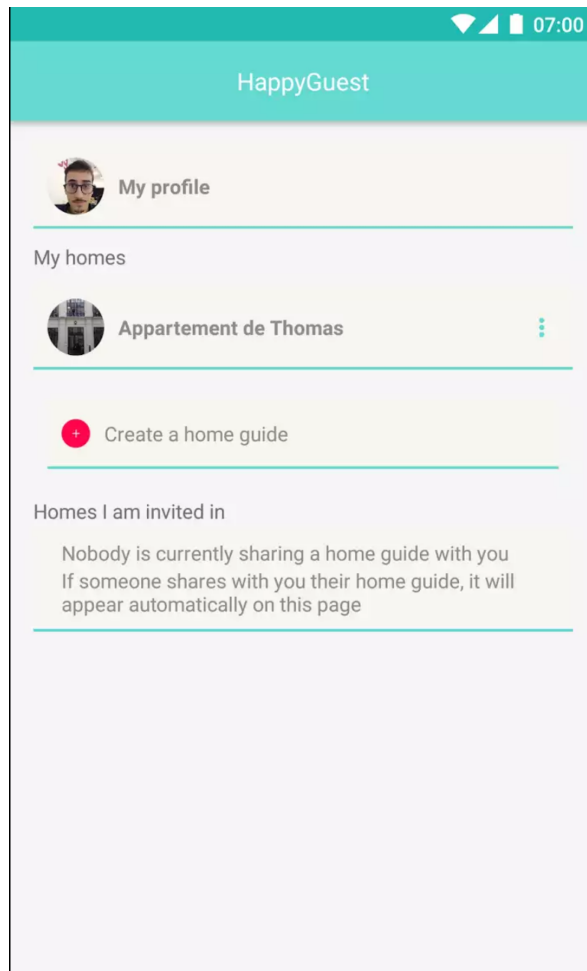 07:00
HappyGuest
My profile
My homes
Appartement de Thomas
Create a home guide
Homes I am invited in
Nobody is currently sharing a home guide with you
If someone shares with you their home guide, it will
appear automatically on this page